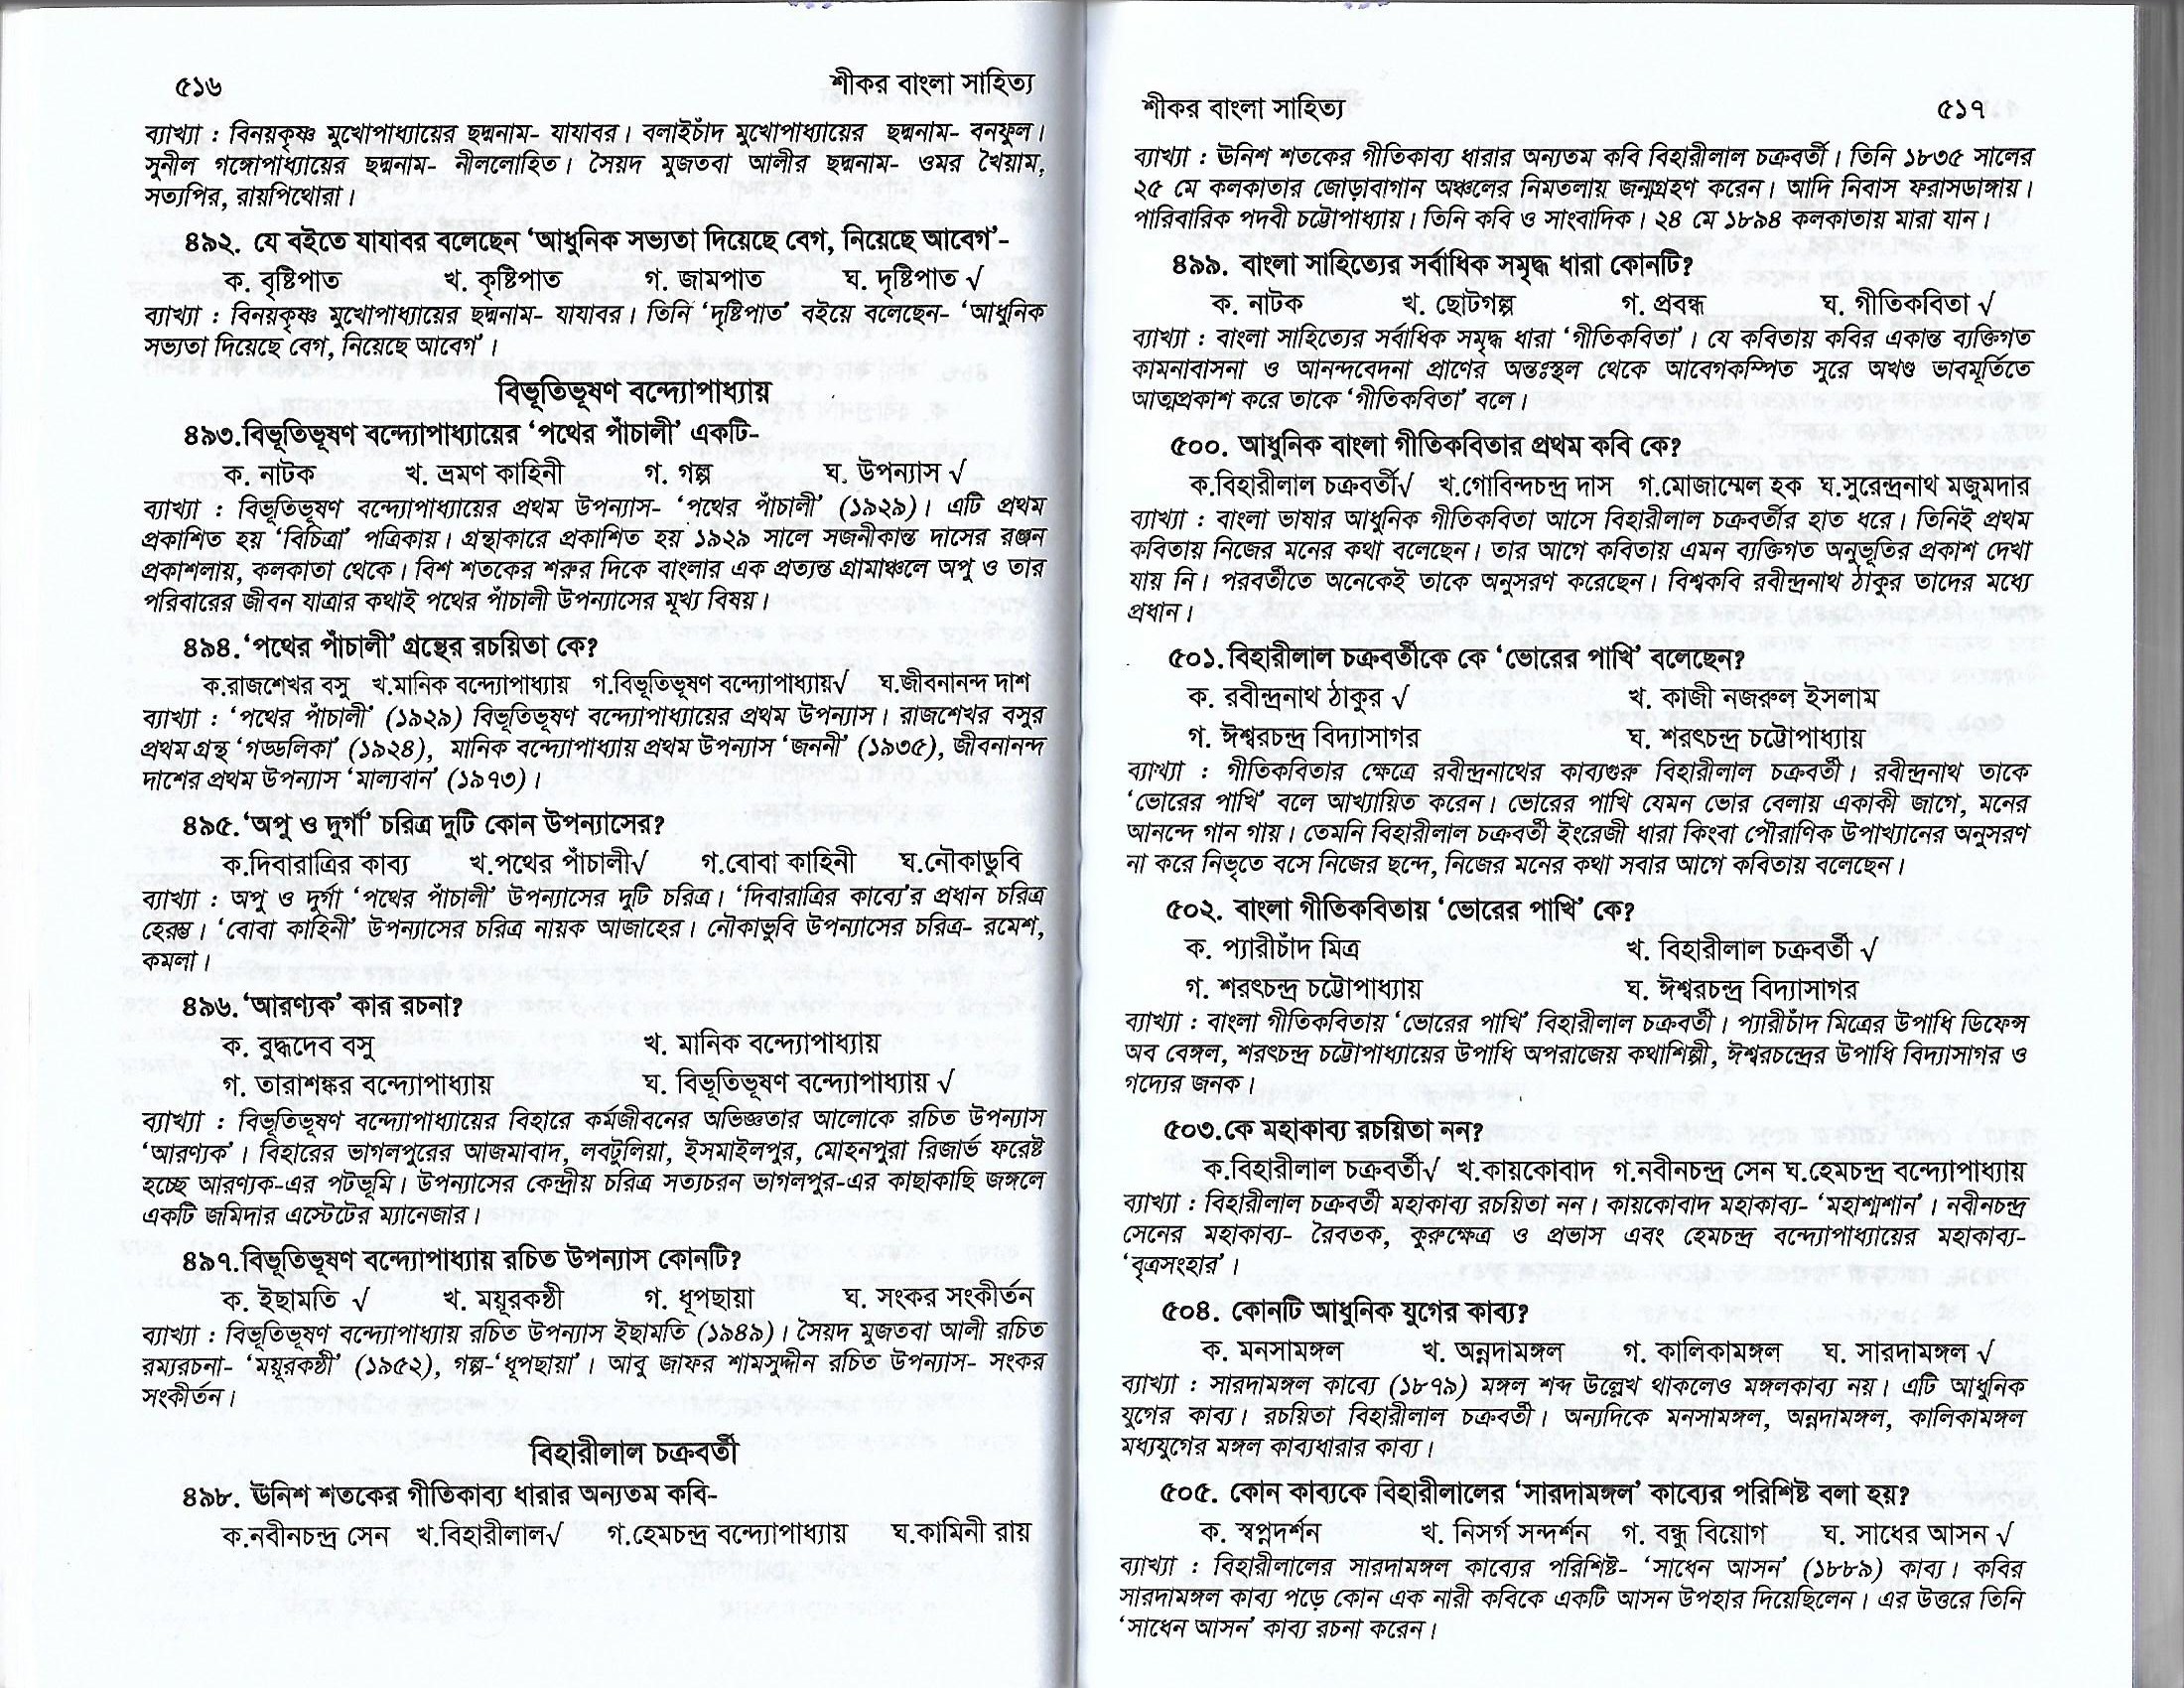 ৫১৬ শীকর বাংলা সাহিত্য
ব্যাখ্যা : বিনয়কৃষ্ণ মুখোপাধ্যায়ের ছদ্মনাম- যাযাবর। বলাইচাঁদ মুখোপাধ্যায়ের ছদ্মনাম- বনফুল।
সুনীল গঙ্গোপাধ্যায়ের ছদ্মনাম- নীললোহিত। সৈয়দ মুজতবা আলীর ছদ্মনাম- ওমর খৈয়াম,
সত্যপির, রায়পিথোরা।
৪৯২. যে বইতে যাযাবর বলেছেন ‘আধুনিক সভ্যতা দিয়েছে বেগ, নিয়েছে আবেগ’-
ক. বৃষ্টিপাত খ. কৃষ্টিপাত গ. জামপাত ঘ. দৃষ্টিপাত √
ব্যাখ্যা : বিনয়কৃষ্ণ মুখোপাধ্যায়ের ছদ্মনাম- যাযাবর। তিনি ‘দৃষ্টিপাত’ বইয়ে বলেছেন- ‘আধুনিক
সভ্যতা দিয়েছে বেগ, নিয়েছে আবেগ’।
বিভূতিভূষণ বন্দ্যোপাধ্যায়
৪৯৩.বিভূতিভূষণ বন্দ্যোপাধ্যায়ের ‘পথের পাঁচালী’ একটি-
ক. নাটক খ. ভ্রমণ কাহিনী গ. গল্প ঘ. উপন্যাস √
ব্যাখ্যা : বিভূতিভূষণ বন্দ্যোপাধ্যায়ের প্রথম উপন্যাস- ‘পথের পাঁচালী’ (১৯২৯)। এটি প্রথম
প্রকাশিত হয় ‘বিচিত্রা’ পত্রিকায়। গ্রন্থাকারে প্রকাশিত হয় ১৯২৯ সালে সজনীকান্ত দাসের রঞ্জন
প্রকাশলায়, কলকাতা থেকে। বিশ শতকের শরুর দিকে বাংলার এক প্রত্যন্ত গ্রামাঞ্চলে অপু ও তার
পরিবারের জীবন যাত্রার কথাই পথের পাঁচালী উপন্যাসের মূখ্য বিষয়।
৪৯৪.‘পথের পাঁচালী’ গ্রন্থের রচয়িতা কে?
ক.রাজশেখর বসু খ.মানিক বন্দ্যোপাধ্যায় গ.বিভূতিভূষণ বন্দ্যোপাধ্যায়√ ঘ.জীবনানন্দ দাশ
ব্যাখ্যা : ‘পথের পাঁচালী’ (১৯২৯) বিভূতিভূষণ বন্দ্যোপাধ্যায়ের প্রথম উপন্যাস। রাজশেখর বসুর
প্রথম গ্রন্থ ‘গড্ডলিকা’ (১৯২৪), মানিক বন্দ্যোপাধ্যায় প্রথম উপন্যাস ‘জননী’ (১৯৩৫), জীবনানন্দ
দাশের প্রথম উপন্যাস ‘মাল্যবান’ (১৯৭৩)।
৪৯৫.‘অপু ও দুর্গা’ চরিত্র দুটি কোন উপন্যাসের?
ক.দিবারাত্রির কাব্য খ.পথের পাঁচালী√ গ.বোবা কাহিনী ঘ.নৌকাডুবি
ব্যাখ্যা : অপু ও দুর্গা ‘পথের পাঁচালী’ উপন্যাসের দুটি চরিত্র। ‘দিবারাত্রির কাব্যে’র প্রধান চরিত্র
হেরম্ভ। ‘বোবা কাহিনী’ উপন্যাসের চরিত্র নায়ক আজাহের। নৌকাভুবি উপন্যাসের চরিত্র- রমেশ,
কমলা।
৪৯৬. ‘আরণ্যক’ কার রচনা?
ক. বুদ্ধদেব বসু খ. মানিক বন্দ্যোপাধ্যায়
গ. তারাশঙ্কর বন্দ্যোপাধ্যায় ঘ. বিভূতিভূষণ বন্দ্যোপাধ্যায় √
ব্যাখ্যা : বিভূতিভূষণ বন্দ্যোপাধ্যায়ের বিহারে কর্মজীবনের অভিজ্ঞতার আলোকে রচিত উপন্যাস
‘আরণ্যক’। বিহারের ভাগলপুরের আজমাবাদ, লবটুলিয়া, ইসমাইলপুর, মোহনপুরা রিজার্ভ ফরেষ্ট
হচ্ছে আরণ্যক-এর পটভূমি। উপন্যাসের কেন্দ্রীয় চরিত্র সত্যচরন ভাগলপুর-এর কাছাকাছি জঙ্গলে
একটি জমিদার এস্টেটের ম্যানেজার।
৪৯৭.বিভূতিভূষণ বন্দ্যোপাধ্যায় রচিত উপন্যাস কোনটি?
ক. ইছামতি √ খ. ময়ূরকন্ঠী গ. ধূপছায়া ঘ. সংকর সংকীর্তন
ব্যাখ্যা : বিভূতিভূষণ বন্দ্যোপাধ্যায় রচিত উপন্যাস ইছামতি (১৯৪৯)। সৈয়দ মুজতবা আলী রচিত
রম্যরচনা- ‘ময়ূরকন্ঠী’ (১৯৫২), গল্প-‘ধূপছায়া’। আবু জাফর শামসুদ্দীন রচিত উপন্যাস- সংকর
সংকীর্তন।
বিহারীলাল চক্রবর্তী
৪৯৮. ঊনিশ শতকের গীতিকাব্য ধারার অন্যতম কবি-
ক.নবীনচন্দ্র সেন খ.বিহারীলাল√ গ.হেমচন্দ্র বন্দ্যোপাধ্যায় ঘ.কামিনী রায়
শীকর বাংলা সাহিত্য ৫১৭
ব্যাখ্যা : ঊনিশ শতকের গীতিকাব্য ধারার অন্যতম কবি বিহারীলাল চক্রবর্তী। তিনি ১৮৩৫ সালের
২৫ মে কলকাতার জোড়াবাগান অঞ্চলের নিমতলায় জন্মগ্রহণ করেন। আদি নিবাস ফরাসডাঙ্গায়।
পারিবারিক পদবী চট্টোপাধ্যায়। তিনি কবি ও সাংবাদিক। ২৪ মে ১৮৯৪ কলকাতায় মারা যান।
৪৯৯. বাংলা সাহিত্যের সর্বাধিক সমৃদ্ধ ধারা কোনটি?
ক. নাটক খ. ছোটগল্প গ. প্রবন্ধ ঘ. গীতিকবিতা √
ব্যাখ্যা : বাংলা সাহিত্যের সর্বাধিক সমৃদ্ধ ধারা ‘গীতিকবিতা’। যে কবিতায় কবির একান্ত ব্যক্তিগত
কামনাবাসনা ও আনন্দবেদনা প্রাণের অন্তঃস্থল থেকে আবেগকম্পিত সুরে অখণ্ড ভাবমূর্তিতে
আত্মপ্রকাশ করে তাকে ‘গীতিকবিতা’ বলে।
৫০০. আধুনিক বাংলা গীতিকবিতার প্রথম কবি কে?
ক.বিহারীলাল চক্রবর্তী√ খ.গোবিন্দচন্দ্র দাস গ.মোজাম্মেল হক ঘ.সুরেন্দ্রনাথ মজুমদার
ব্যাখ্যা : বাংলা ভাষার আধুনিক গীতিকবিতা আসে বিহারীলাল চক্রবর্তীর হাত ধরে। তিনিই প্রথম
কবিতায় নিজের মনের কথা বলেছেন। তার আগে কবিতায় এমন ব্যক্তিগত অনুভূতির প্রকাশ দেখা
যায় নি। পরবর্তীতে অনেকেই তাকে অনুসরণ করেছেন। বিশ্বকবি রবীন্দ্রনাথ ঠাকুর তাদের মধ্যে
প্রধান।
৫০১.বিহারীলাল চক্রবর্তীকে কে ‘ভোরের পাখি’ বলেছেন?
ক. রবীন্দ্রনাথ ঠাকুর √ খ. কাজী নজরুল ইসলাম
গ. ঈশ্বরচন্দ্র বিদ্যাসাগর ঘ. শরৎচন্দ্র চট্টোপাধ্যায়
ব্যাখ্যা : গীতিকবিতার ক্ষেত্রে রবীন্দ্রনাথের কাব্যগুরু বিহারীলাল চক্রবর্তী। রবীন্দ্রনাথ তাকে
‘ভোরের পাখি’ বলে আখ্যায়িত করেন। ভোরের পাখি যেমন ভোর বেলায় একাকী জাগে, মনের
আনন্দে গান গায়। তেমনি বিহারীলাল চক্রবর্তী ইংরেজী ধারা কিংবা পৌরাণিক উপাখ্যানের অনুসরণ
না করে নিভৃতে বসে নিজের ছন্দে, নিজের মনের কথা সবার আগে কবিতায় বলেছেন।
৫০২. বাংলা গীতিকবিতায় ‘ভোরের পাখি’ কে?
ক. প্যারীচাঁদ মিত্র খ. বিহারীলাল চক্রবর্তী √
গ. শরৎচন্দ্র চট্টোপাধ্যায় ঘ. ঈশ্বরচন্দ্র বিদ্যাসাগর
ব্যাখ্যা : বাংলা গীতিকবিতায় ‘ভোরের পাখি’ বিহারীলাল চক্রবর্তী। প্যারীচাঁদ মিত্রের উপাধি ডিফেন্স
অব বেঙ্গল, শরৎচন্দ্র চট্টোপাধ্যায়ের উপাধি অপরাজেয় কথাশিল্পী, ঈশ্বরচন্দ্রের উপাধি বিদ্যাসাগর ও
গদ্যের জনক।
৫০৩.কে মহাকাব্য রচয়িতা নন?
ক.বিহারীলাল চক্রবর্তী√ খ.কায়কোবাদ গ.নবীনচন্দ্র সেন ঘ.হেমচন্দ্র বন্দ্যোপাধ্যায়
ব্যাখ্যা : বিহারীলাল চক্রবর্তী মহাকাব্য রচয়িতা নন। কায়কোবাদ মহাকাব্য- ‘মহাশ্মশান’। নবীনচন্দ্র
সেনের মহাকাব্য- রৈবতক, কুরুক্ষেত্র ও প্রভাস এবং হেমচন্দ্র বন্দ্যোপাধ্যায়ের মহাকাব্য-
‘বৃত্রসংহার’।
৫০৪. কোনটি আধুনিক যুগের কাব্য?
ক. মনসামঙ্গল খ. অন্নদামঙ্গল গ. কালিকামঙ্গল ঘ. সারদামঙ্গল √
ব্যাখ্যা : সারদামঙ্গল কাব্যে (১৮৭৯) মঙ্গল শব্দ উল্লেখ থাকলেও মঙ্গলকাব্য নয়। এটি আধুনিক
যুগের কাব্য। রচয়িতা বিহারীলাল চক্রবর্তী। অন্যদিকে মনসামঙ্গল, অন্নদামঙ্গল, কালিকামঙ্গল
মধ্যযুগের মঙ্গল কাব্যধারার কাব্য।
৫০৫. কোন কাব্যকে বিহারীলালের ‘সারদামঙ্গল’ কাব্যের পরিশিষ্ট বলা হয়?
ক. স্বপ্নদর্শন খ. নিসর্গ সন্দর্শন গ. বন্ধু বিয়োগ ঘ. সাধের আসন √
ব্যাখ্যা : বিহারীলালের সারদামঙ্গল কাব্যের পরিশিষ্ট- ‘সাধেন আসন’ (১৮৮৯) কাব্য। কবির
সারদামঙ্গল কাব্য পড়ে কোন এক নারী কবিকে একটি আসন উপহার দিয়েছিলেন। এর উত্তরে তিনি
‘সাধেন আসন’ কাব্য রচনা করেন।